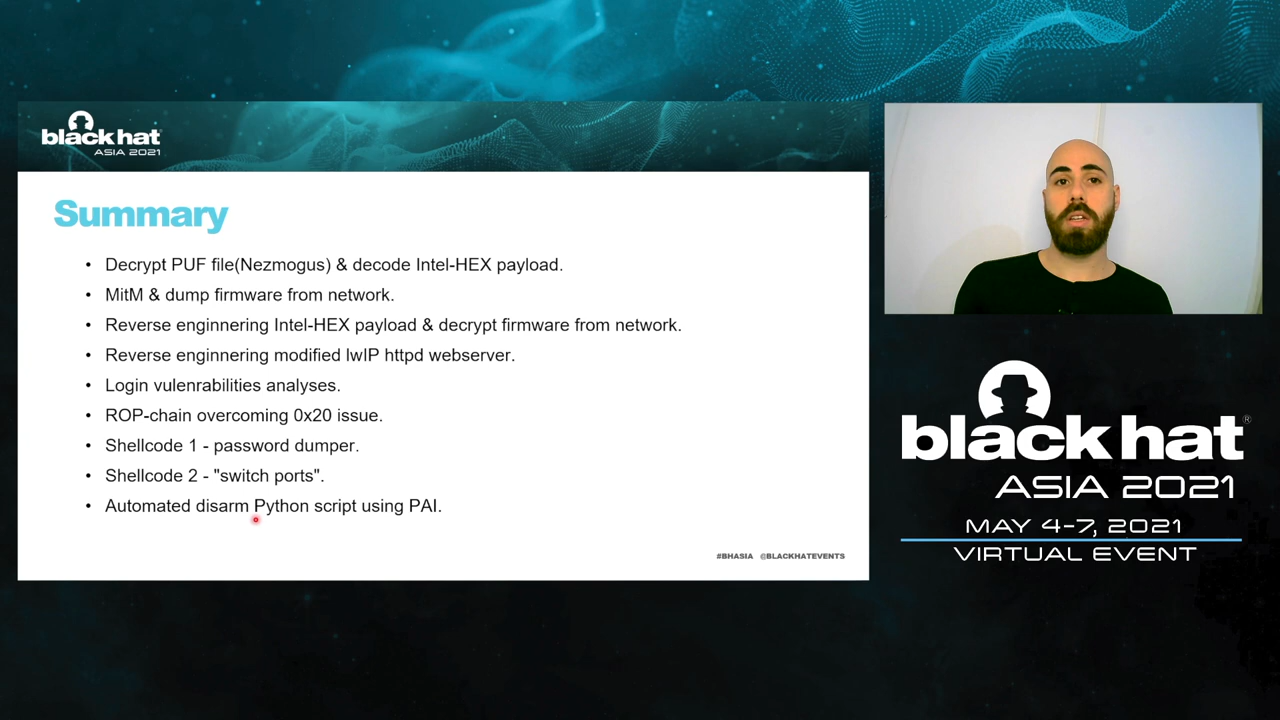 black hat
ASIA 2021
Summary
• Decrypt PUF file(Nezmogus) & decode Intel-HEX payload.
• MitM & dump firmware from network.
• Reverse enginnering Intel-HEX payload & decrypt firmware from network.
• Reverse enginnering modified lwIP httpd webserver.
• Login vulenrabilities analyses.
• ROP-chain overcoming 0x20 issue.
• Shellcode 1 - password dumper.
• Shellcode 2 - "switch ports".
• Automated disarm Python script using PAI.
#BHASIA @BLACKHATEVENTS
black hat®
ASIA 2021
MAY 4-7, 2021
VIRTUAL EVENT